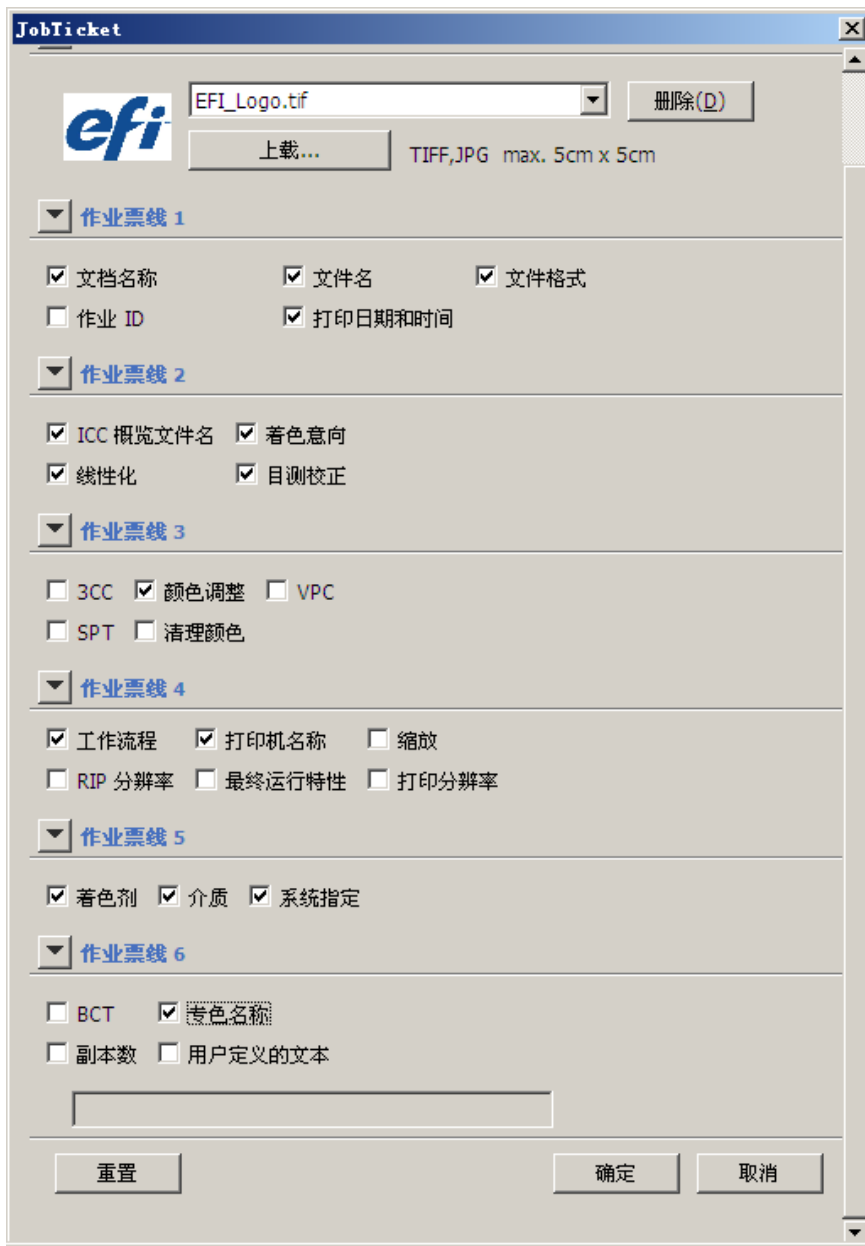 JobTicket
efi EFI_Logo.tif 删除(D)
上载... TIFF,JPG max. 5cm x 5cm
作业票线 1
文档名称 文件名 文件格式
作业 ID 打印日期和时间
作业票线 2
ICC 概览文件名 着色意向
线性化 目测校正
作业票线 3
3CC 颜色调整 VPC
SPT 清理颜色
作业票线 4
工作流程 打印机名称 缩放
RIP 分辨率 最终运行特性 打印分辨率
作业票线 5
着色剂 介质 系统指定
作业票线 6
BCT 专色名称
副本数 用户定义的文本
重置 确定 取消